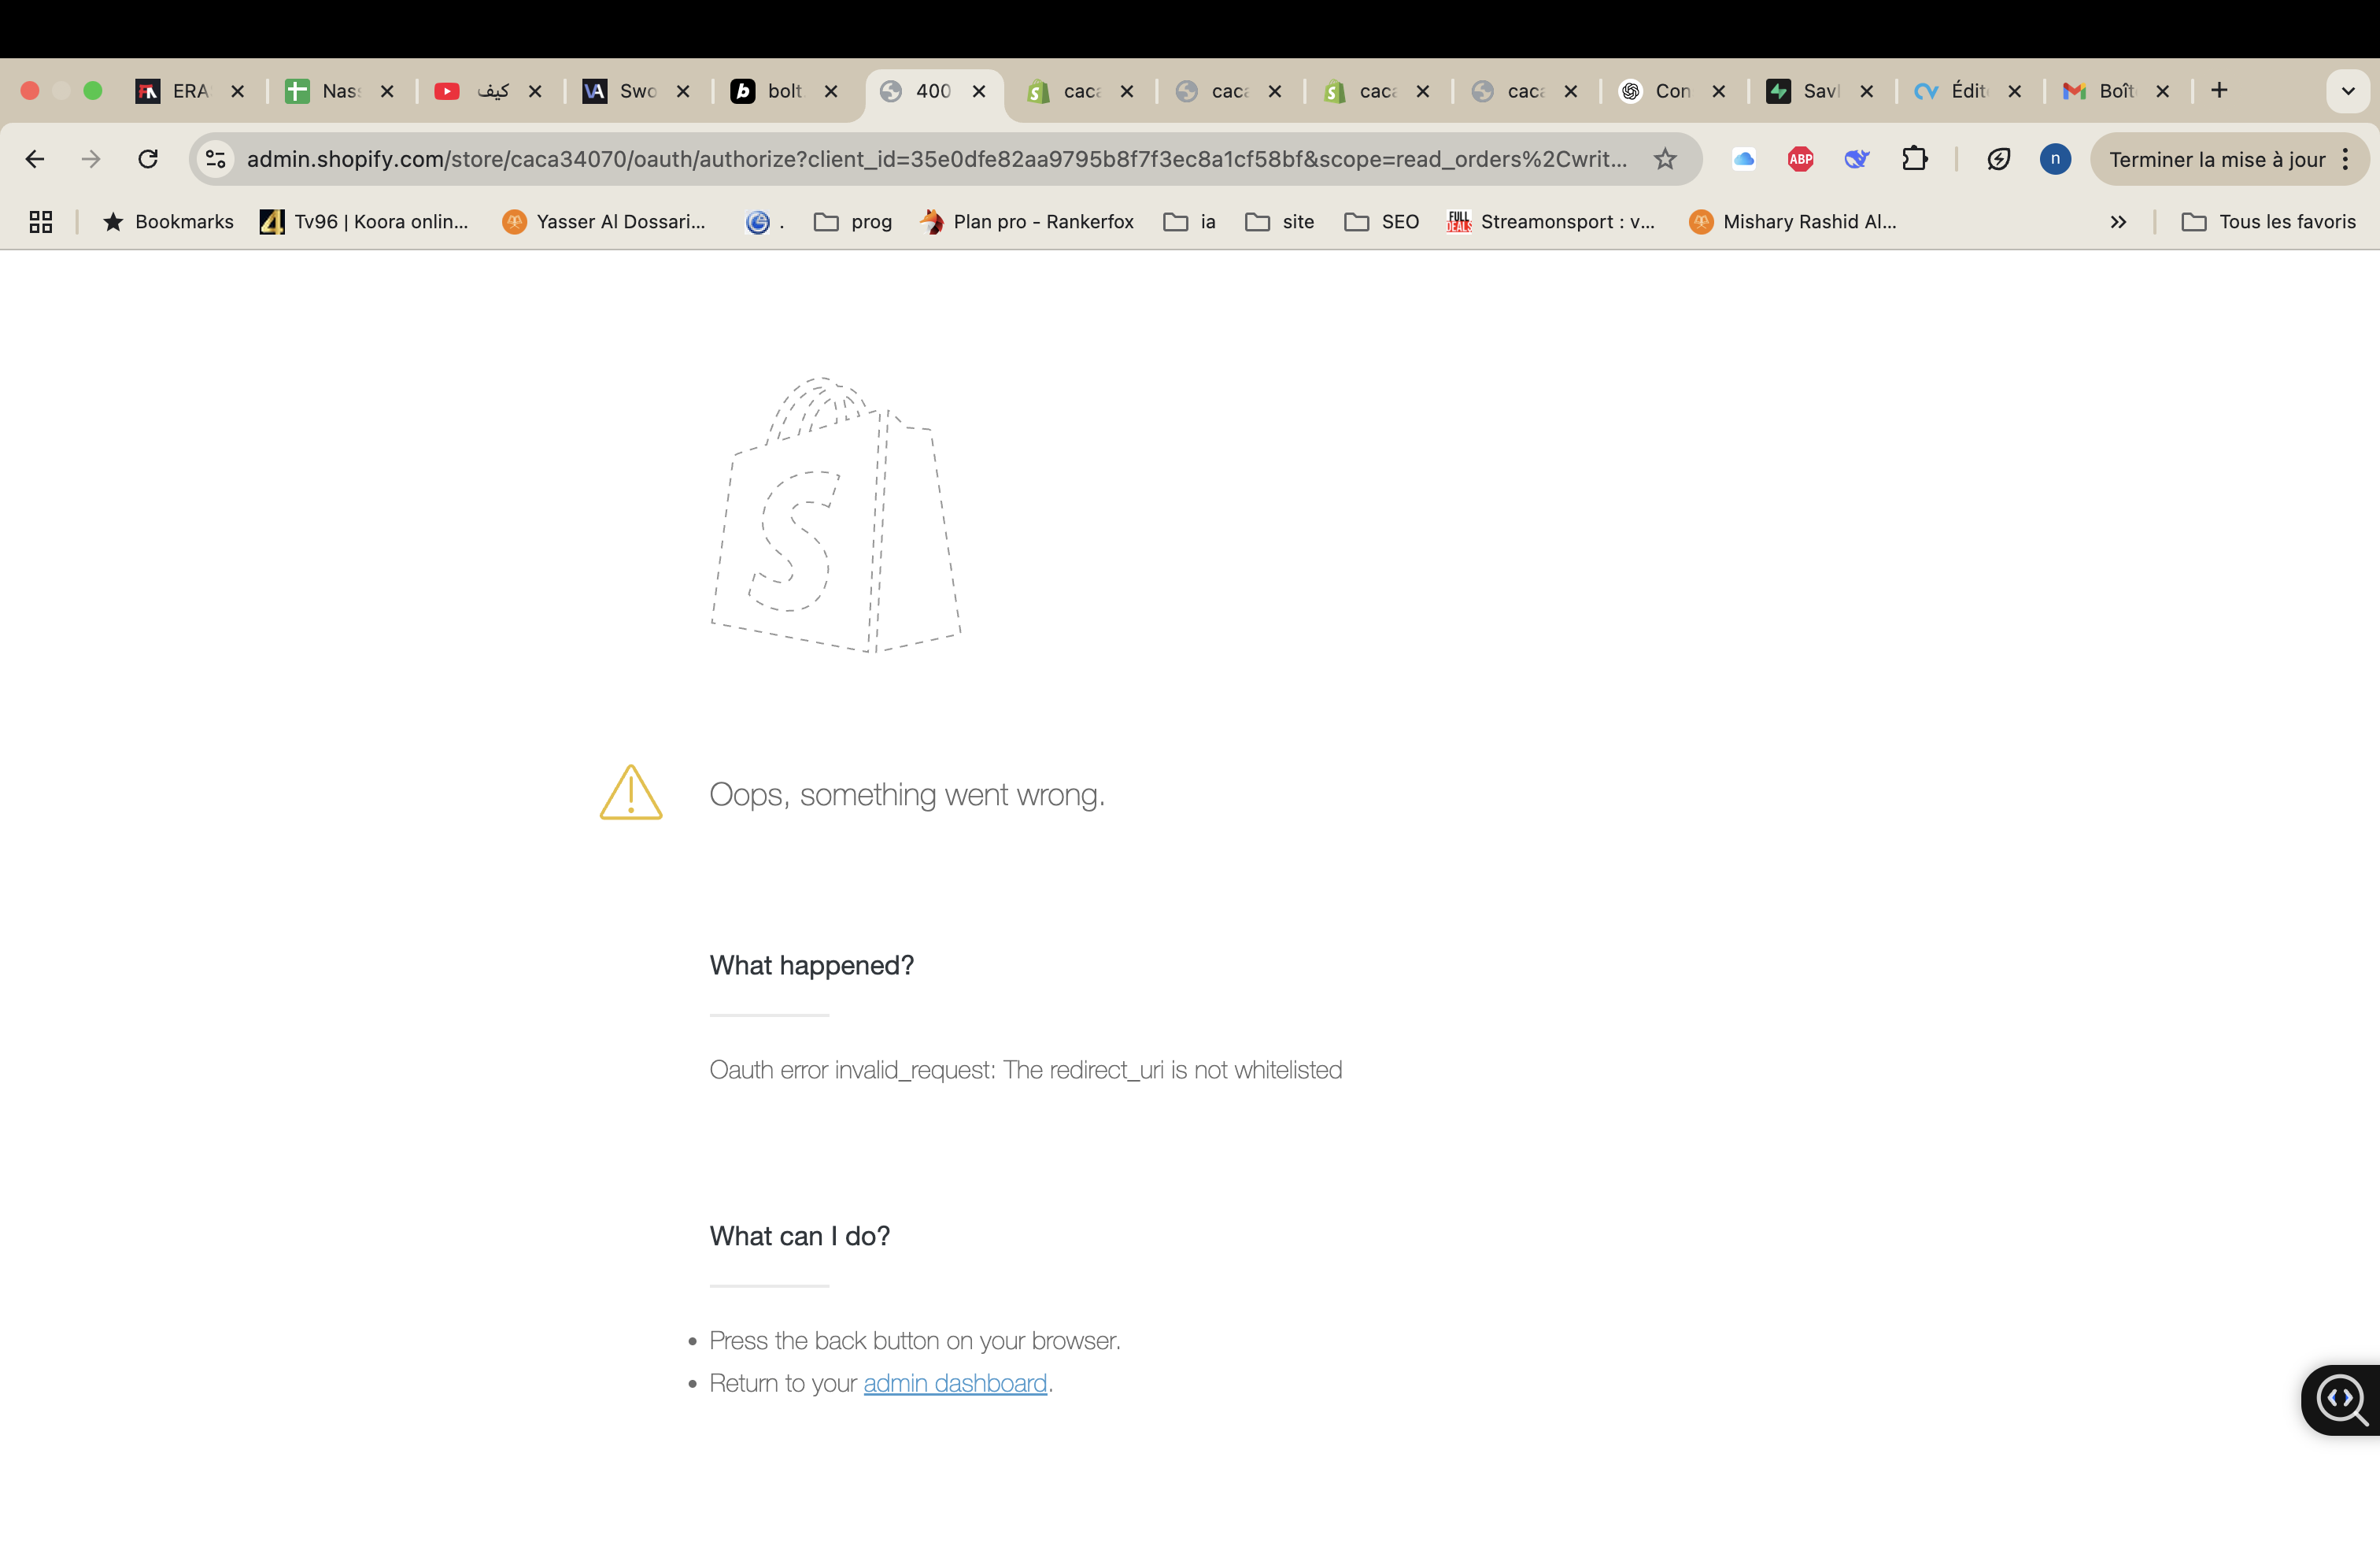 ERA
Nas
كيف
Swo
bolt.
400
caca
caca
caca
caca
Con
Sav
Édit
Boît
admin.shopify.com/store/caca34070/oauth/authorize?client_id=35e0dfe82aa9795b8f7f3ec8a1cf58bf&scope=read_orders%2Cwrit...
ABP
n
Terminer la mise à jour
Bookmarks
Tv96 | Koora onlin...
Yasser Al Dossari...
.
prog
Plan pro - Rankerfox
ia
site
SEO
FULL DEALS
Streamonsport : v...
Mishary Rashid Al...
Tous les favoris
S
Oops, something went wrong.
What happened?
Oauth error invalid_request: The redirect_uri is not whitelisted
What can I do?
Press the back button on your browser.
Return to your admin dashboard.